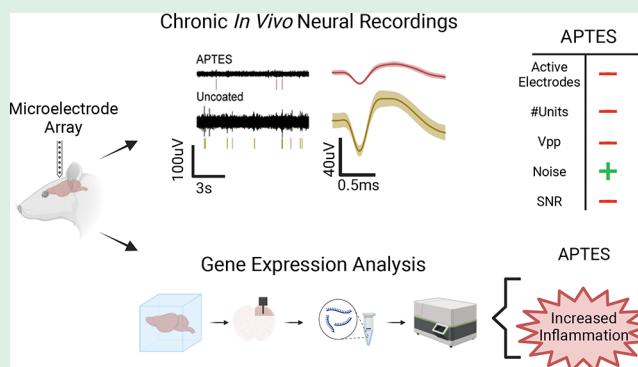 Chronic In Vivo Neural Recordings
APTES
Uncoated
100uV
3s
40uV
0.5ms
Microelectrode
Array
APTES
Active
Electrodes
#Units
Vpp
Noise
SNR
Gene Expression Analysis
APTES
Increased
Inflammation